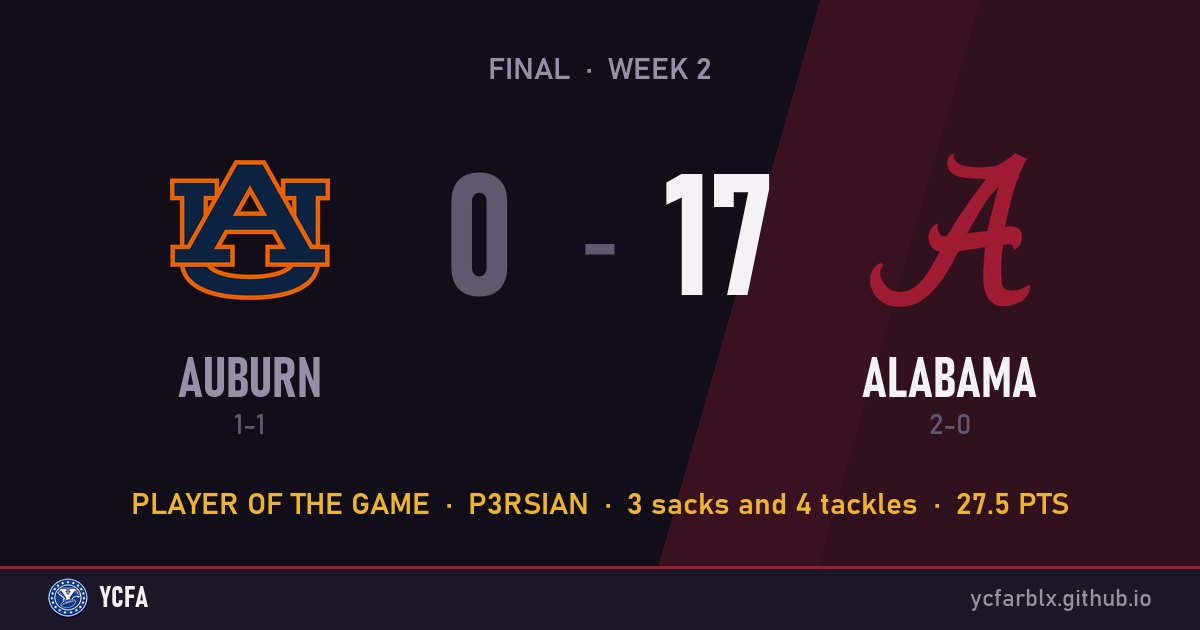 FINAL · WEEK 2
0 - 17
AUBURN
1-1
ALABAMA
2-0
PLAYER OF THE GAME · P3RSIAN · 3 sacks and 4 tackles · 27.5 PTS
YCFA
ycfarblx.github.io